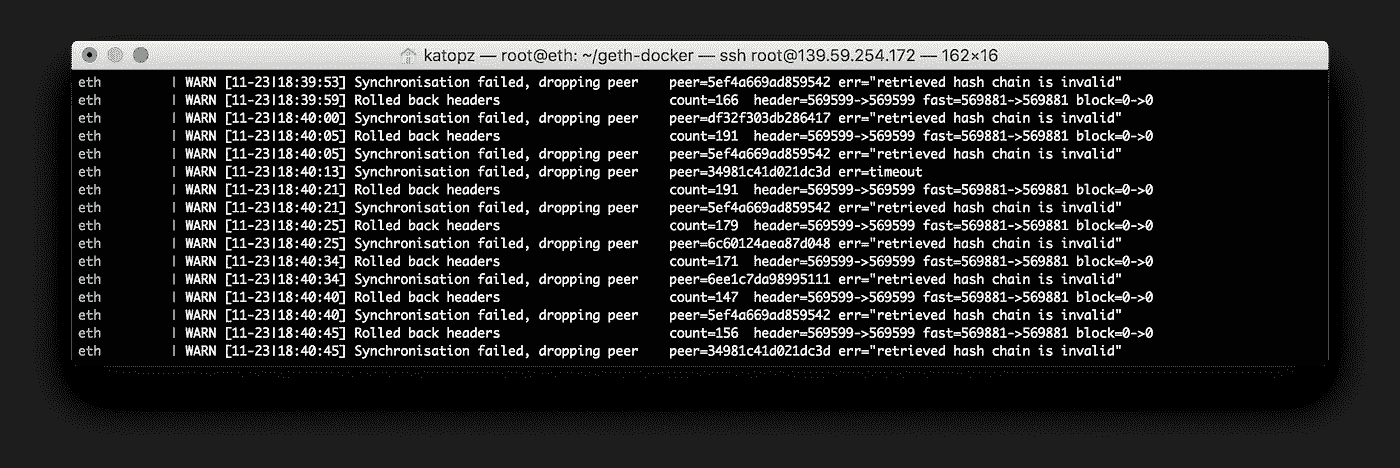 katopz — root@eth: ~/geth-docker — ssh root@139.59.254.172 — 162×16
eth | WARN [11-23|18:39:53] Synchronisation failed, dropping peer peer=5ef4a669ad859542 err="retrieved hash chain is invalid"
eth | WARN [11-23|18:39:59] Rolled back headers count=166 header=569599->569599 fast=569881->569881 block=0->0
eth | WARN [11-23|18:40:00] Synchronisation failed, dropping peer peer=df32f303db286417 err="retrieved hash chain is invalid"
eth | WARN [11-23|18:40:05] Rolled back headers count=191 header=569599->569599 fast=569881->569881 block=0->0
eth | WARN [11-23|18:40:05] Synchronisation failed, dropping peer peer=5ef4a669ad859542 err="retrieved hash chain is invalid"
eth | WARN [11-23|18:40:13] Synchronisation failed, dropping peer peer=34981c41d021dc3d err=timeout
eth | WARN [11-23|18:40:21] Rolled back headers count=191 header=569599->569599 fast=569881->569881 block=0->0
eth | WARN [11-23|18:40:21] Synchronisation failed, dropping peer peer=5ef4a669ad859542 err="retrieved hash chain is invalid"
eth | WARN [11-23|18:40:25] Rolled back headers count=179 header=569599->569599 fast=569881->569881 block=0->0
eth | WARN [11-23|18:40:25] Synchronisation failed, dropping peer peer=6c60124aea87d048 err="retrieved hash chain is invalid"
eth | WARN [11-23|18:40:34] Rolled back headers count=171 header=569599->569599 fast=569881->569881 block=0->0
eth | WARN [11-23|18:40:34] Synchronisation failed, dropping peer peer=6ee1c7da98995111 err="retrieved hash chain is invalid"
eth | WARN [11-23|18:40:40] Rolled back headers count=147 header=569599->569599 fast=569881->569881 block=0->0
eth | WARN [11-23|18:40:40] Synchronisation failed, dropping peer peer=5ef4a669ad859542 err="retrieved hash chain is invalid"
eth | WARN [11-23|18:40:45] Rolled back headers count=156 header=569599->569599 fast=569881->569881 block=0->0
eth | WARN [11-23|18:40:45] Synchronisation failed, dropping peer peer=34981c41d021dc3d err="retrieved hash chain is invalid"